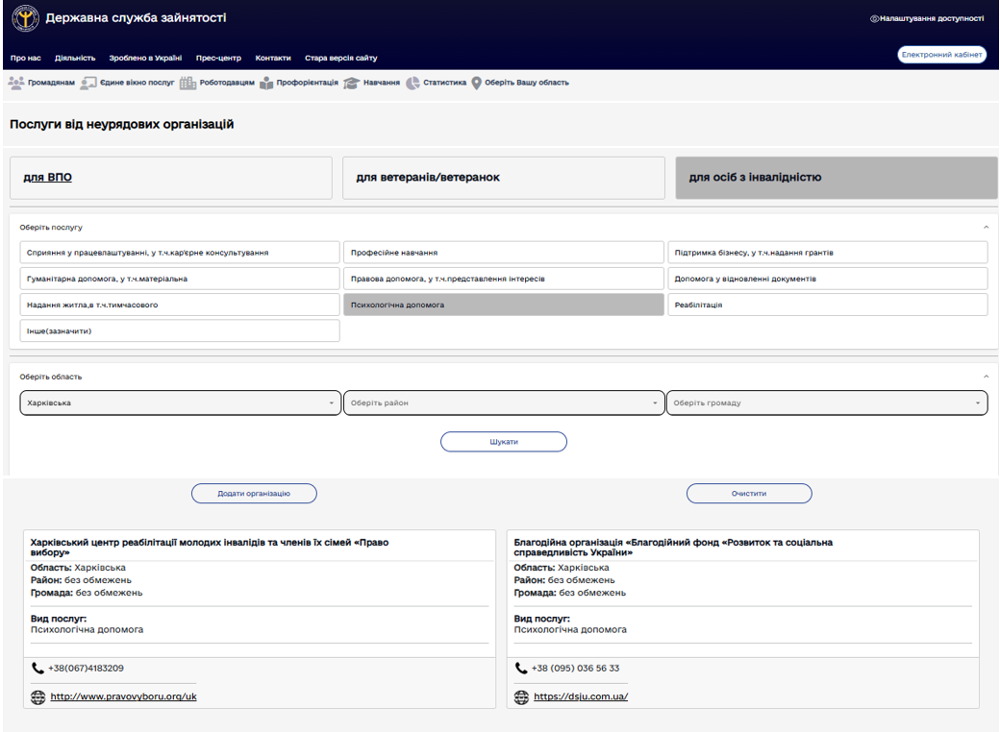 Державна служба зайнятості
Налаштування доступності
Про нас Діяльність Зроблено в Україні Прес-центр Контакти Стара версія сайту
Електронний кабінет
Громадянам Єдине вікно послуг Роботодавцям Профорієнтація Навчання Статистика Оберіть Вашу область
Послуги від неурядових організацій
для ВПО для ветеранів/ветеранок для осіб з інвалідністю
Оберіть послугу
Сприяння у працевлаштуванні, у т.ч.кар'єрне консультування Професійне навчання Підтримка бізнесу, у т.ч.надання грантів
Гуманітарна допомога, у т.ч.матеріальна Правова допомога, у т.ч.представлення інтересів Допомога у відновленні документів
Надання житла,в т.ч.тимчасового Психологічна допомога Реабілітація
Інше(зазначити)
Оберіть область
Харківська Оберіть район Оберіть громаду
Шукати
Додати організацію Очистити
Харківський центр реабілітації молодих інвалідів та членів їх сімей «Право
вибору»
Область: Харківська
Район: без обмежень
Громада: без обмежень
Вид послуг:
Психологічна допомога
+38(067)4183209
http://www.pravovyboru.org/uk
Благодійна організація «Благодійний фонд «Розвиток та соціальна
справедливість України»
Область: Харківська
Район: без обмежень
Громада: без обмежень
Вид послуг:
Психологічна допомога
+38 (095) 036 56 33
https://dsju.com.ua/